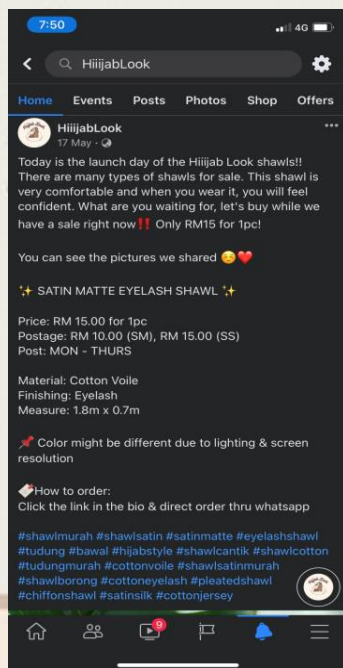 7:50
4G
HiiijabLook
Home Events Posts Photos Shop Offers
HiiijabLook
17 May
Today is the launch day of the Hiiijab Look shawls!!
There are many types of shawls for sale. This shawl is
very comfortable and when you wear it, you will feel
confident. What are you waiting for, let's buy while we
have a sale right now‼️ Only RM15 for 1pc!
You can see the pictures we shared ☺️❤️
✨ SATIN MATTE EYELASH SHAWL ✨
Price: RM 15.00 for 1pc
Postage: RM 10.00 (SM), RM 15.00 (SS)
Post: MON - THURS
Material: Cotton Voile
Finishing: Eyelash
Measure: 1.8m x 0.7m
📌 Color might be different due to lighting & screen
resolution
🏷️How to order:
Click the link in the bio & direct order thru whatsapp
#shawlmurah #shawlsatin #satinmatte #eyelashshawl
#tudung #bawal #hijabstyle #shawlcantik #shawlcotton
#tudungmurah #cottonvoile #shawlsatinmurah
#shawlborong #cottoneyelash #pleatedshawl
#chiffonshawl #satinsilk #cottonjersey
9